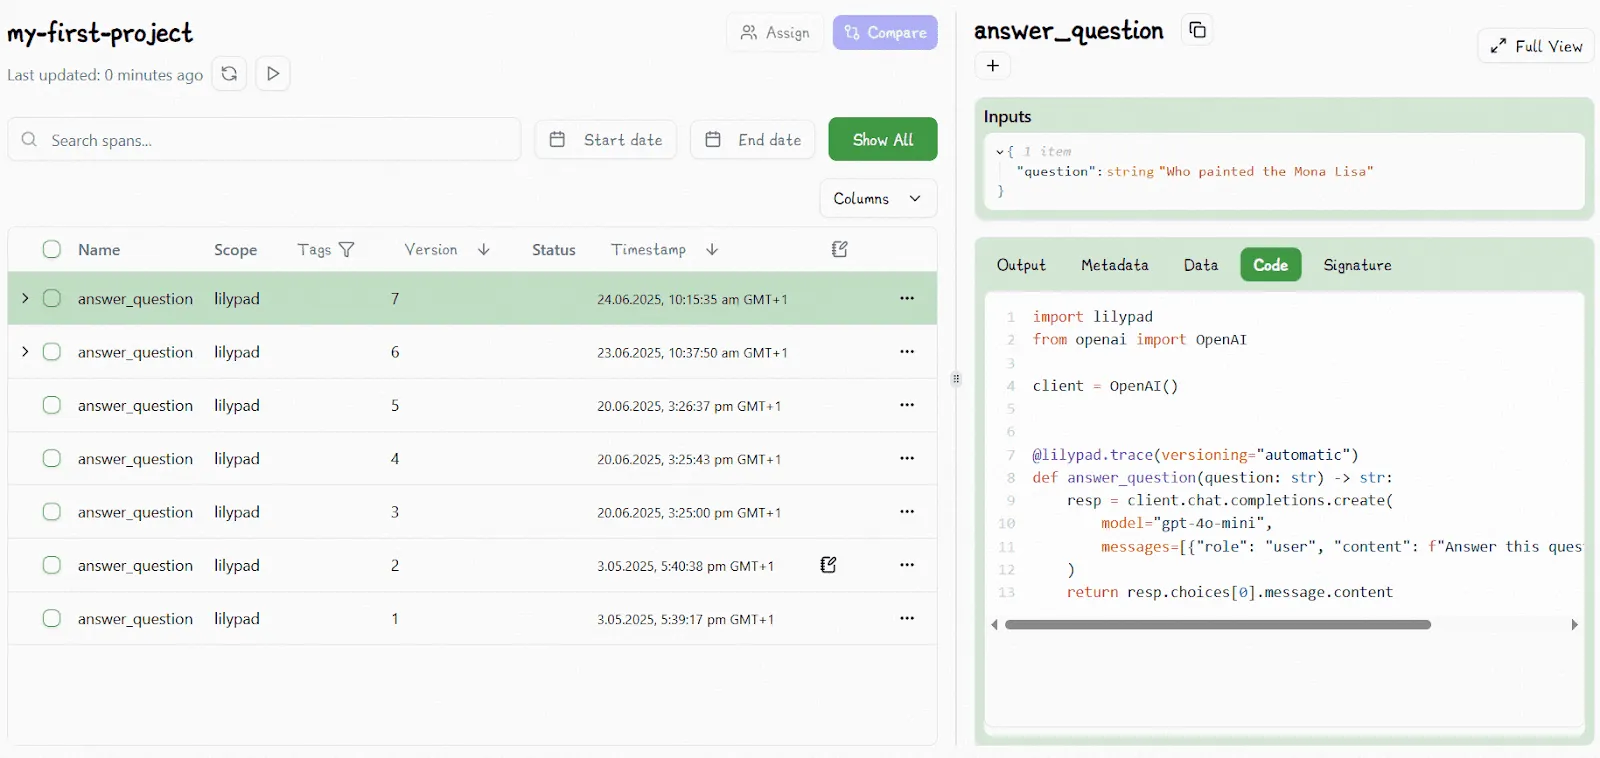 my-first-project
Assign
Compare
Last updated: 0 minutes ago
Search spans...
Start date
End date
Show All
Columns
Name Scope Tags Version Status Timestamp
answer_question lilypad 7 24.06.2025, 10:15:35 am GMT+1
answer_question lilypad 6 23.06.2025, 10:37:50 am GMT+1
answer_question lilypad 5 20.06.2025, 3:26:37 pm GMT+1
answer_question lilypad 4 20.06.2025, 3:25:43 pm GMT+1
answer_question lilypad 3 20.06.2025, 3:25:00 pm GMT+1
answer_question lilypad 2 3.05.2025, 5:40:38 pm GMT+1
answer_question lilypad 1 3.05.2025, 5:39:17 pm GMT+1
answer_question
Full View
Inputs
{ 1 item
"question": string "Who painted the Mona Lisa"
}
Output Metadata Data Code Signature
1 import lilypad
2 from openai import OpenAI
3
4 client = OpenAI()
5
6
7 @lilypad.trace(versioning="automatic")
8 def answer_question(question: str) -> str:
9     resp = client.chat.completions.create(
10         model="gpt-4o-mini",
11         messages=[{"role": "user", "content": f"Answer this ques
12     )
13     return resp.choices[0].message.content